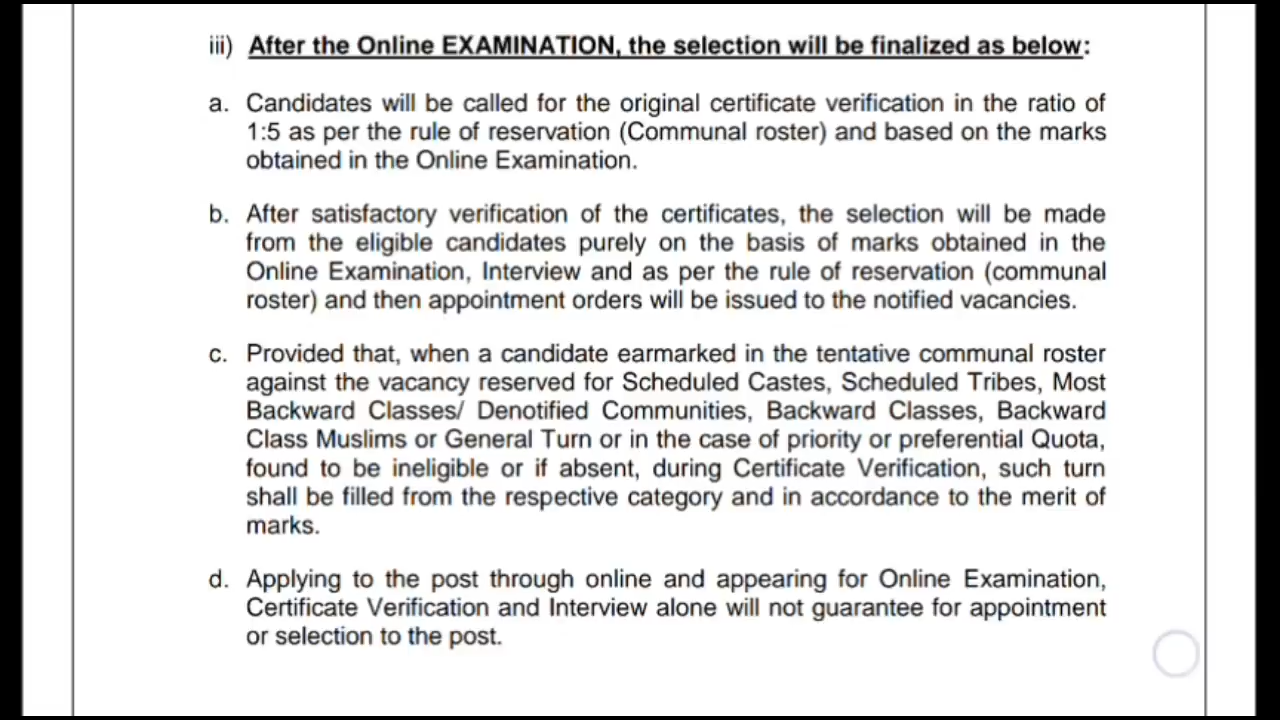 iii) After the Online EXAMINATION, the selection will be finalized as below:
a. Candidates will be called for the original certificate verification in the ratio of
1:5 as per the rule of reservation (Communal roster) and based on the marks
obtained in the Online Examination.
b. After satisfactory verification of the certificates, the selection will be made
from the eligible candidates purely on the basis of marks obtained in the
Online Examination, Interview and as per the rule of reservation (communal
roster) and then appointment orders will be issued to the notified vacancies.
c. Provided that, when a candidate earmarked in the tentative communal roster
against the vacancy reserved for Scheduled Castes, Scheduled Tribes, Most
Backward Classes/ Denotified Communities, Backward Classes, Backward
Class Muslims or General Turn or in the case of priority or preferential Quota,
found to be ineligible or if absent, during Certificate Verification, such turn
shall be filled from the respective category and in accordance to the merit of
marks.
d. Applying to the post through online and appearing for Online Examination,
Certificate Verification and Interview alone will not guarantee for appointment
or selection to the post.